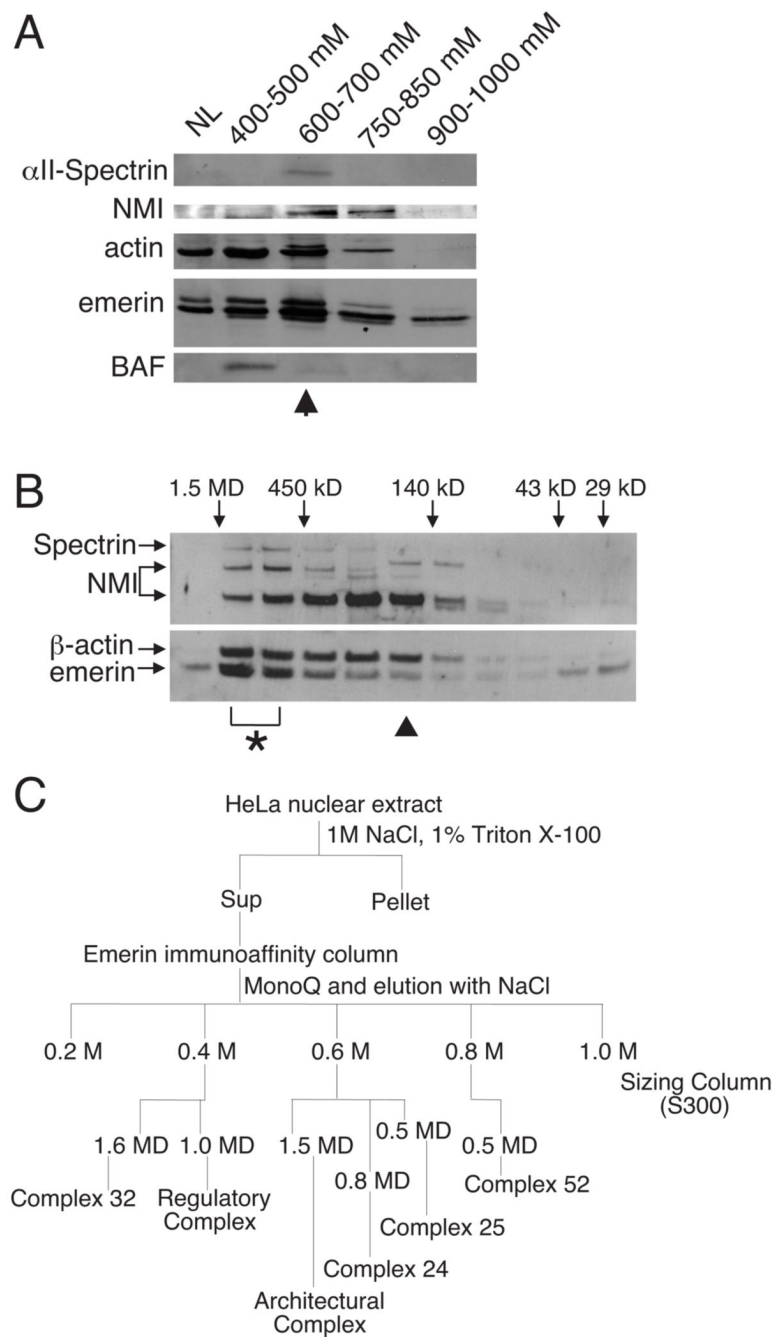 A
NL
400-500 mM
600-700 mM
750-850 mM
900-1000 mM
αII-Spectrin
NMI
actin
emerin
BAF
B
1.5 MD 450 kD 140 kD 43 kD 29 kD
Spectrin
NMI
β-actin
emerin
*
C
HeLa nuclear extract
1M NaCl, 1% Triton X-100
Sup Pellet
Emerin immunoaffinity column
MonoQ and elution with NaCl
0.2 M 0.4 M 0.6 M 0.8 M 1.0 M
Sizing Column
(S300)
1.6 MD 1.0 MD 1.5 MD 0.8 MD 0.5 MD 0.5 MD
Complex 32
Regulatory
Complex
Architectural
Complex
Complex 24
Complex 25
Complex 52